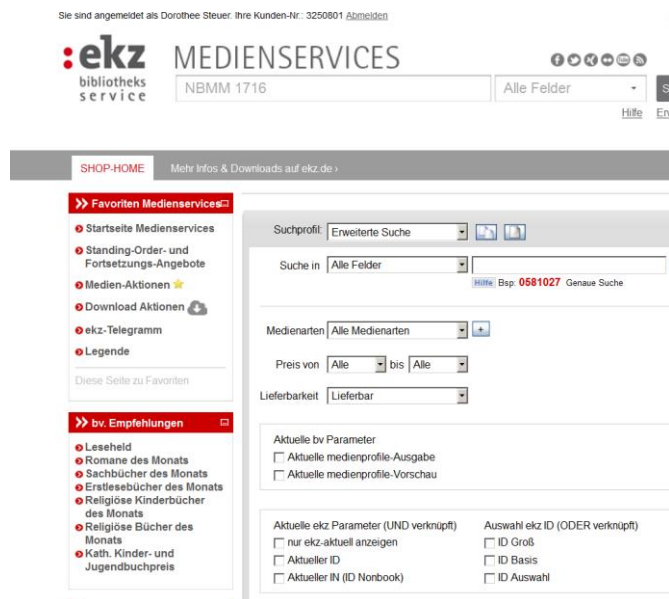 Sie sind angemeldet als Dorothee Steuer. Ihre Kunden-Nr.: 3250801 Abmelden
:ekz
bibliotheks
service
MEDIENSERVICES
NBMM 1716
Alle Felder
Hilfe
SHOP-HOME
Mehr Infos & Downloads auf ekz.de ›
Favoriten Medienservices
Startseite Medienservices
Standing-Order- und
Fortsetzungs-Angebote
Medien-Aktionen
Download Aktionen
ekz-Telegramm
Legende
Diese Seite zu Favoriten
bv. Empfehlungen
Leseheld
Romane des Monats
Sachbücher des Monats
Erstlesebücher des Monats
Religiöse Kinderbücher
des Monats
Religiöse Bücher des
Monats
Kath. Kinder- und
Jugendbuchpreis
Suchprofil: Erweiterte Suche
Suche in Alle Felder
Hilfe Bsp: 0581027 Genaue Suche
Medienarten Alle Medienarten +
Preis von Alle bis Alle
Lieferbarkeit Lieferbar
Aktuelle bv Parameter
Aktuelle medienprofile-Ausgabe
Aktuelle medienprofile-Vorschau
Aktuelle ekz Parameter (UND verknüpft)
nur ekz-aktuell anzeigen
Aktueller ID
Aktueller IN (ID Nonbook)
Auswahl ekz ID (ODER verknüpft)
ID Groß
ID Basis
ID Auswahl